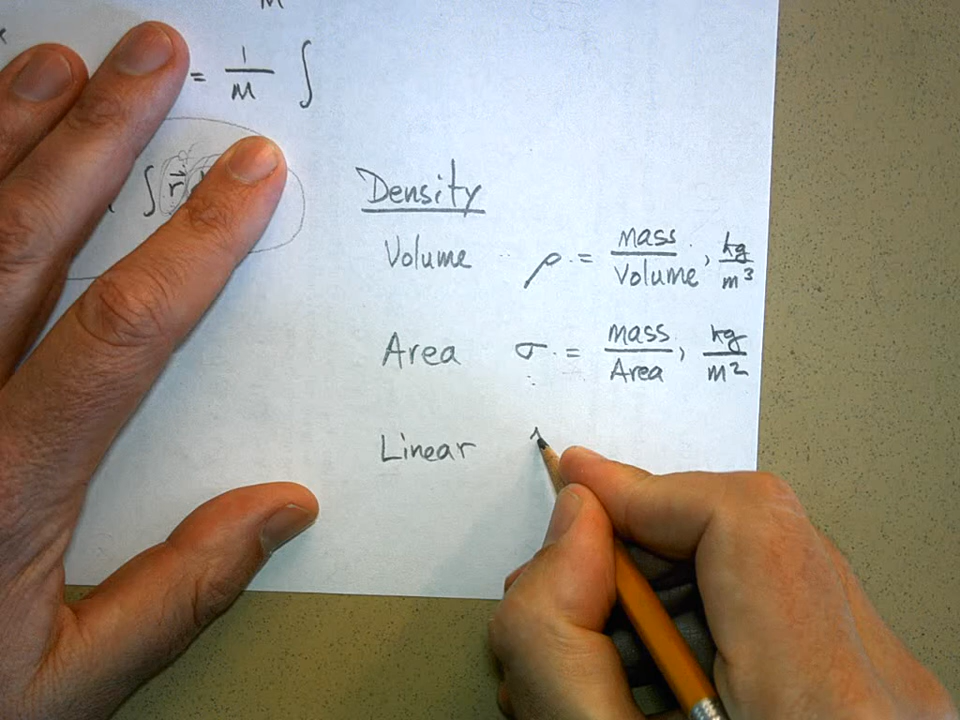 M
= 1/M ∫
∫ r⃗
Density
Volume ρ = mass/Volume, kg/m³
Area σ = mass/Area, kg/m²
Linear